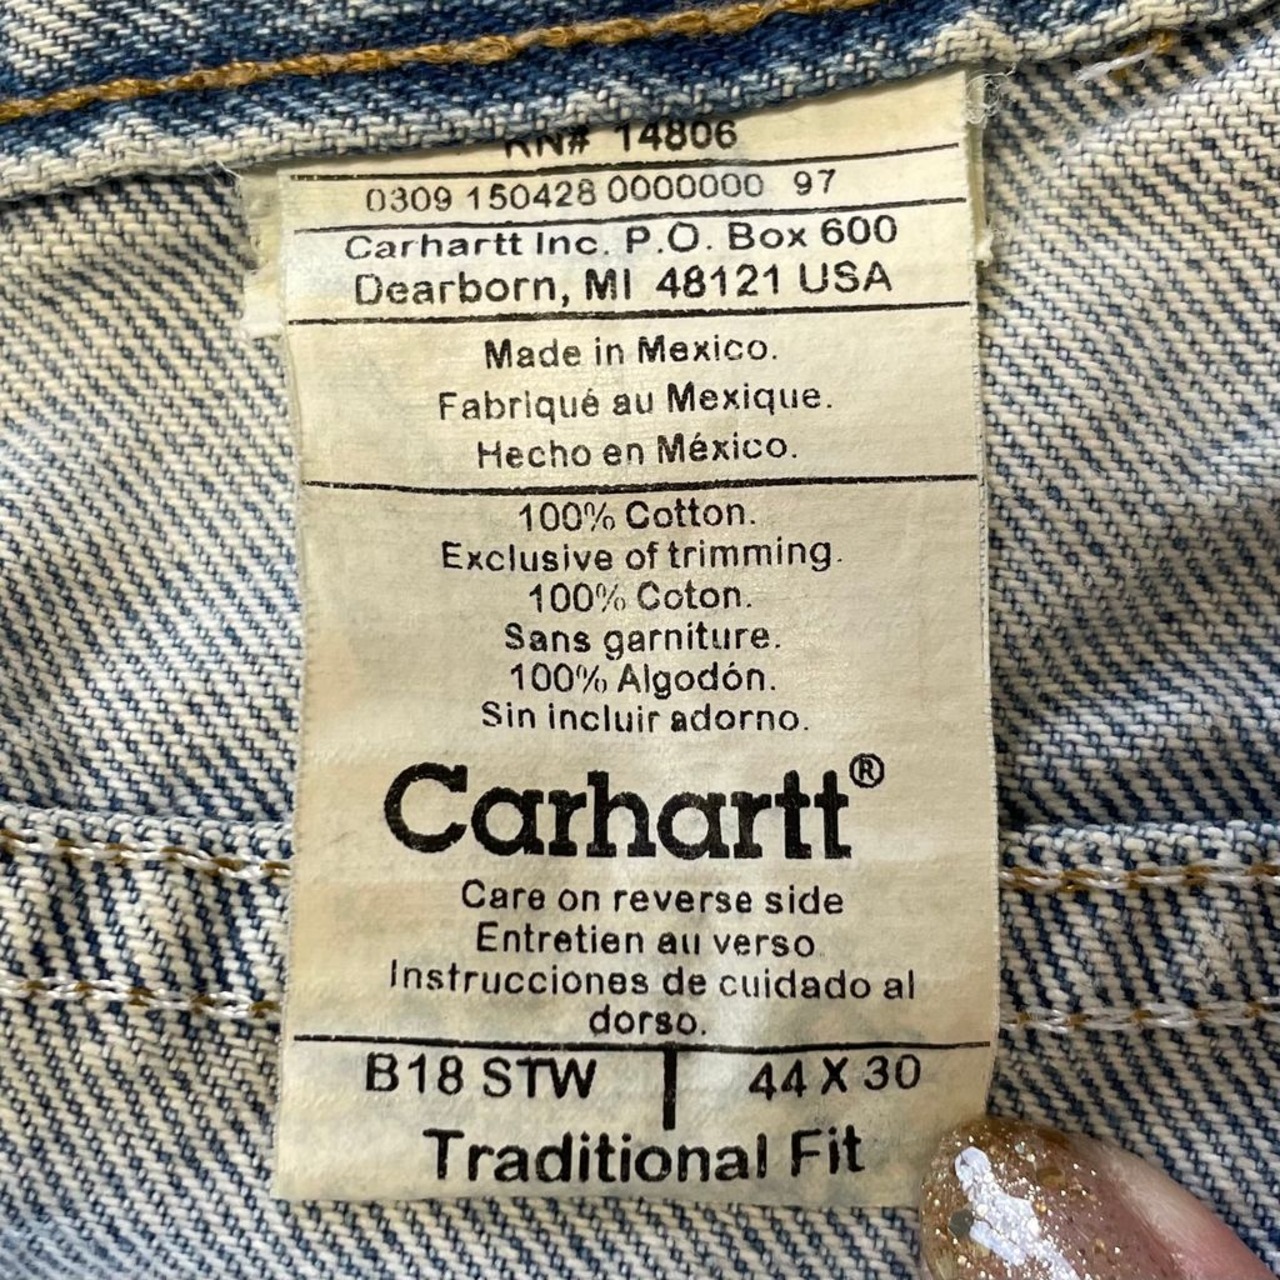 RN# 14806
0309 150428 0000000 97
Carhartt Inc. P.O. Box 600
Dearborn, MI 48121 USA
Made in Mexico.
Fabriqué au Mexique.
Hecho en México.
100% Cotton.
Exclusive of trimming.
100% Coton.
Sans garniture.
100% Algodón.
Sin incluir adorno.
Carhartt®
Care on reverse side
Entretien au verso
Instrucciones de cuidado al
dorso.
B18 STW | 44 X 30
Traditional Fit